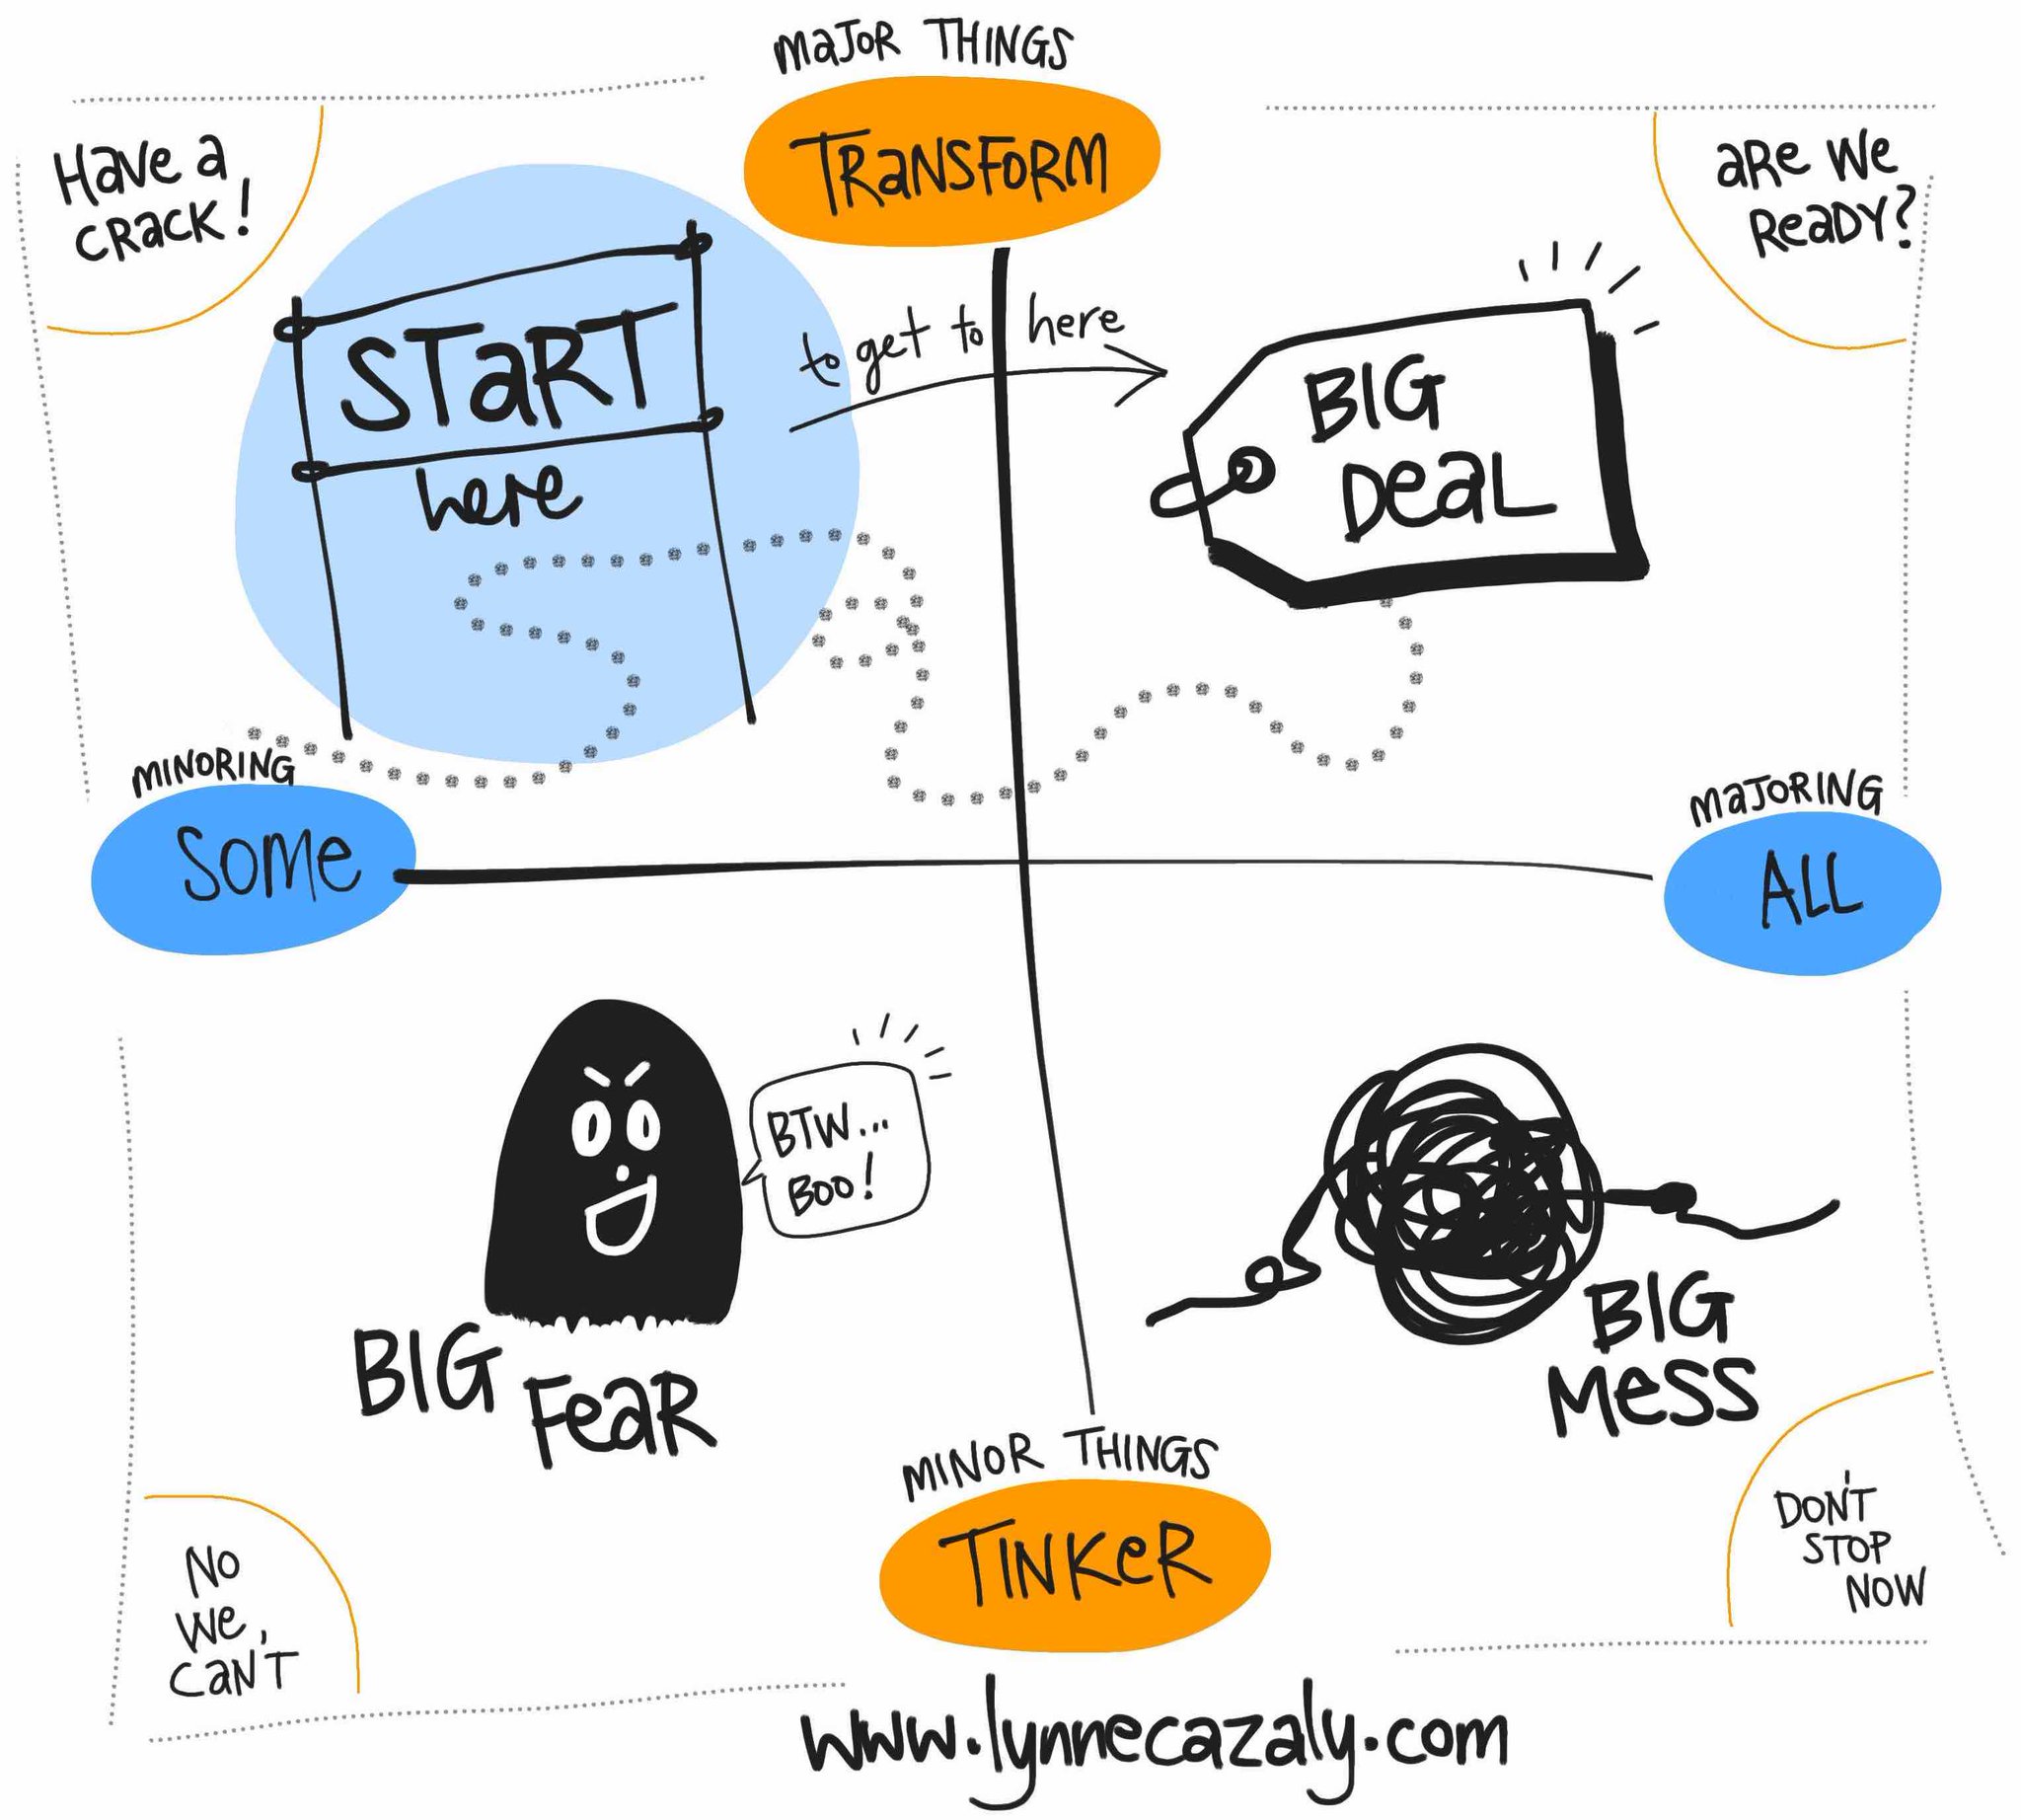 MAJOR THINGS
TRANSFORM
Have a
CRACK!
ARE We
READY?
START
here
to get to here
BIG
DEAL
MINORING
SOME
MAJORING
ALL
BTW...
BOO!
BIG
FEAR
BIG
MESS
MINOR THINGS
TINKER
NO
We
CAN'T
DON'T
STOP
NOW
www.lynnecazaly.com